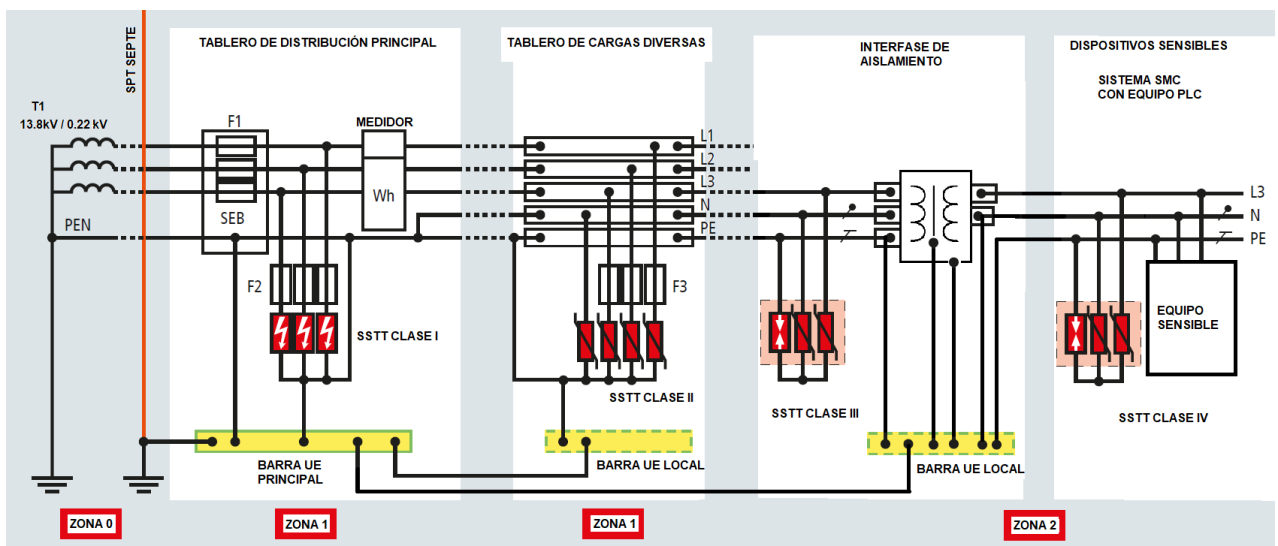 SPT SEPTE
TABLERO DE DISTRIBUCIÓN PRINCIPAL
TABLERO DE CARGAS DIVERSAS
INTERFASE DE
AISLAMIENTO
DISPOSITIVOS SENSIBLES
SISTEMA SMC
CON EQUIPO PLC
T1
13.8kV / 0.22 kV
F1
MEDIDOR
L1
L2
L3
N
PE
Wh
SEB
PEN
L3
N
PE
F2
F3
SSTT CLASE I
SSTT CLASE II
SSTT CLASE III
EQUIPO
SENSIBLE
SSTT CLASE IV
BARRA UE
PRINCIPAL
BARRA UE LOCAL
BARRA UE LOCAL
ZONA 0
ZONA 1
ZONA 1
ZONA 2